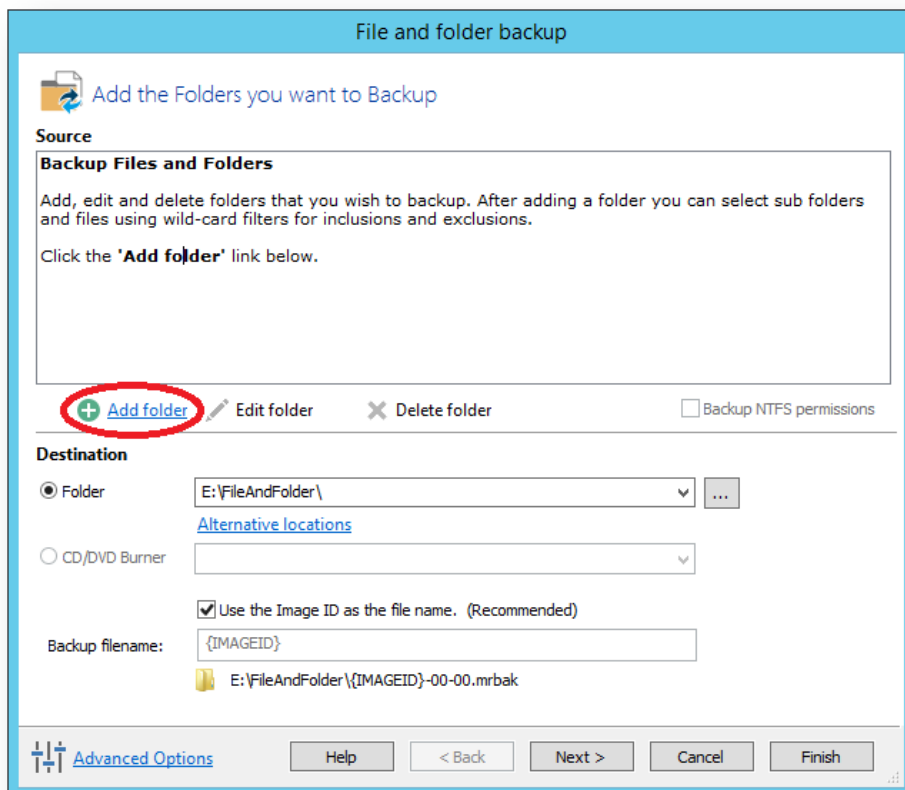 File and folder backup
Add the Folders you want to Backup
Source
Backup Files and Folders
Add, edit and delete folders that you wish to backup. After adding a folder you can select sub folders
and files using wild-card filters for inclusions and exclusions.
Click the 'Add folder' link below.
Add folder Edit folder Delete folder Backup NTFS permissions
Destination
Folder E:\FileAndFolder\ ...
Alternative locations
CD/DVD Burner
Use the Image ID as the file name. (Recommended)
Backup filename: {IMAGEID}
E:\FileAndFolder\{IMAGEID}-00-00.mrbak
Advanced Options Help < Back Next > Cancel Finish